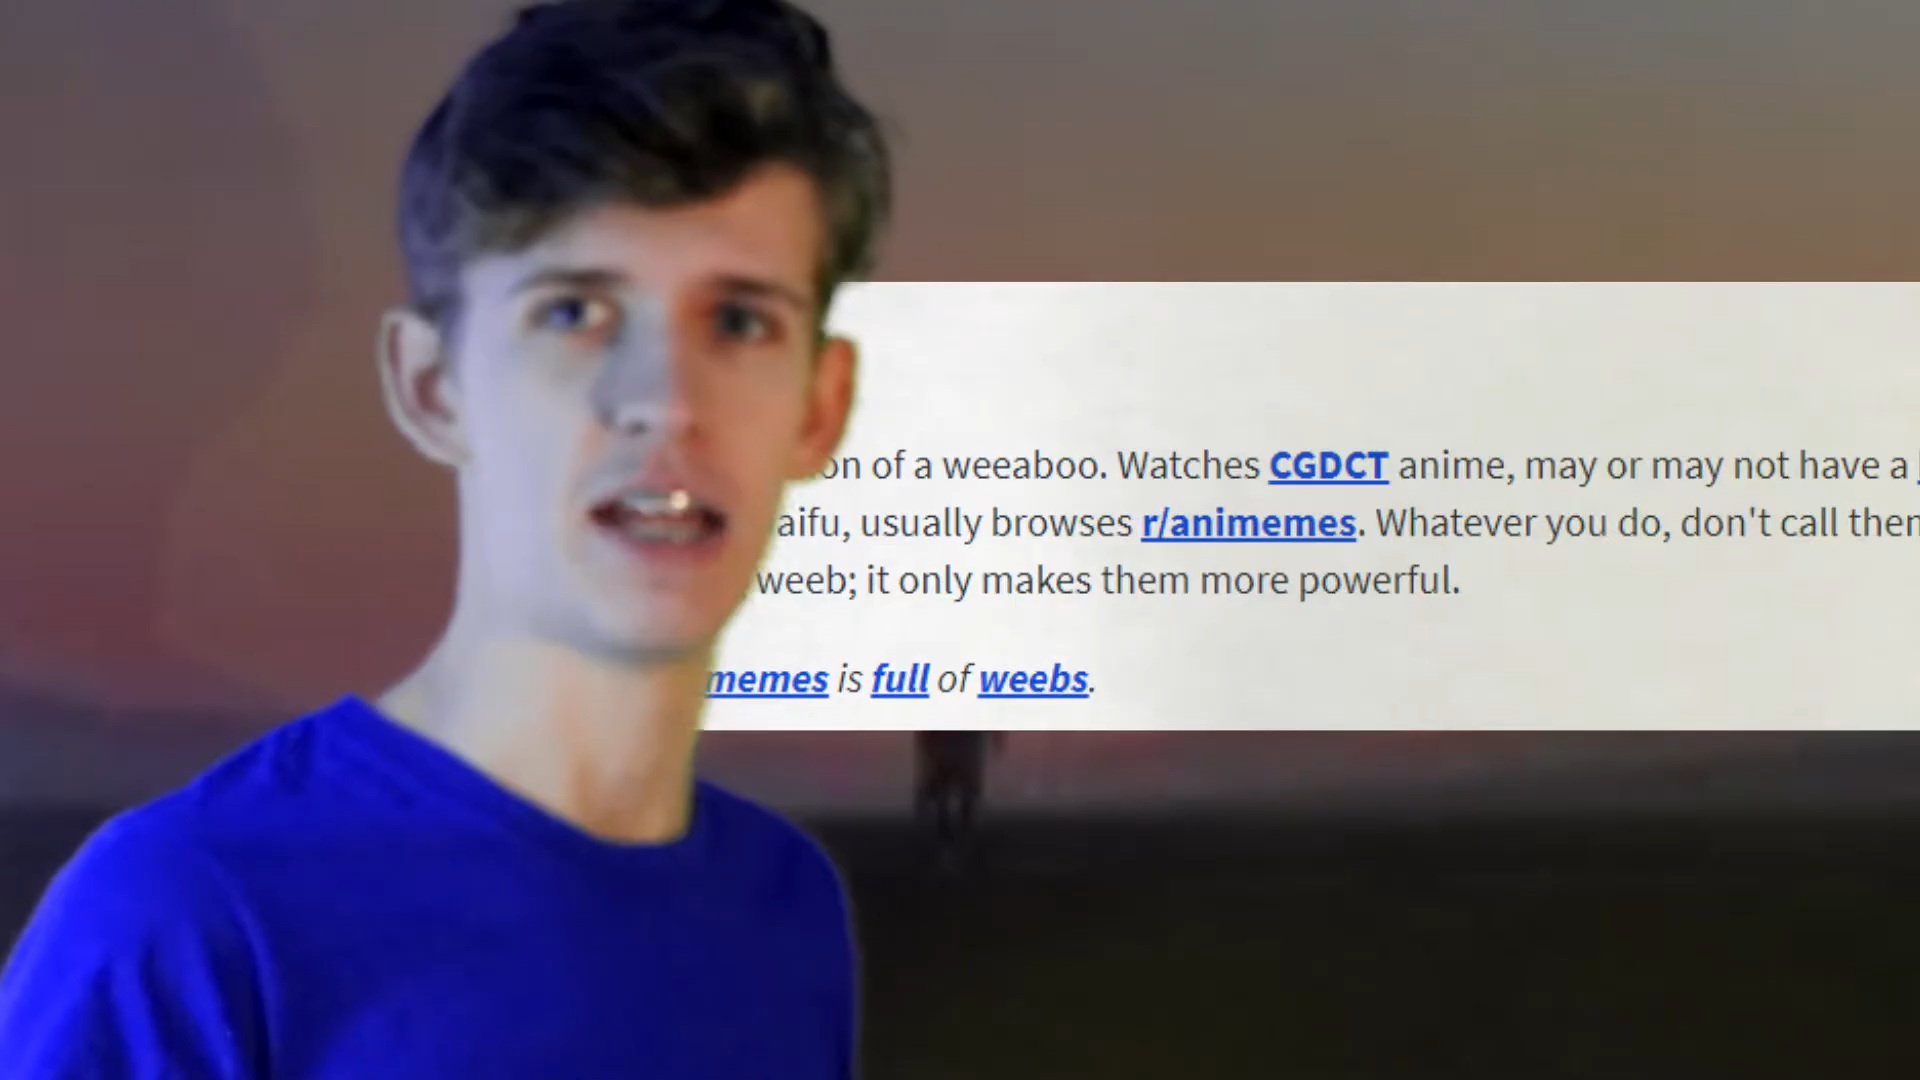 on of a weeaboo. Watches CGDCT anime, may or may not have a
aifu, usually browses r/animemes. Whatever you do, don't call then
weeb; it only makes them more powerful.
memes is full of weebs.